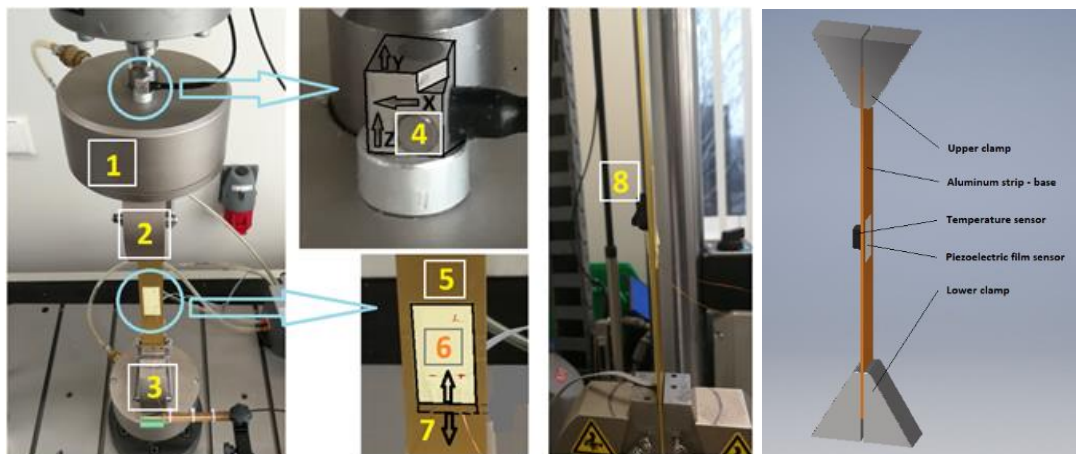 1
2
3
Y
X
Z
4
5
6
- +
7
8
Upper clamp
Aluminum strip - base
Temperature sensor
Piezoelectric film sensor
Lower clamp